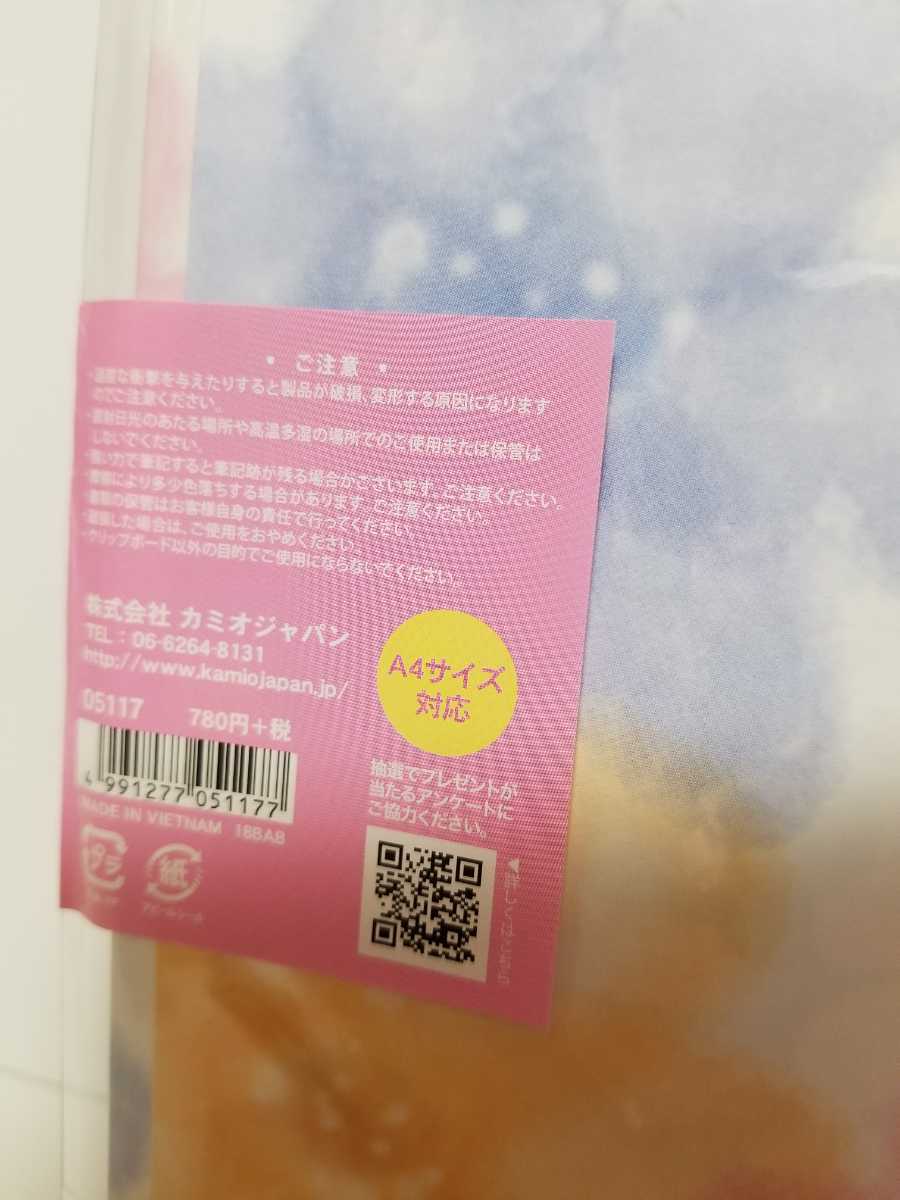 • ご注意 •
・過度な衝撃を与えたりすると製品が破損、変形する原因になります
のでご注意ください。
・直射日光のあたる場所や高温多湿の場所でのご使用または保管は
しないでください。
・強い力で筆記すると筆記跡が残る場合がございます。ご注意ください。
・摩擦により多少色落ちする場合があります。ご注意ください。
・書類の保管はお客様自身の責任で行ってください。
・破損した場合は、ご使用をおやめください。
・クリップボード以外の目的でご使用にならないでください。
株式会社 カミオジャパン
TEL : 06-6264-8131
http://www.kamiojapan.jp/
05117 780円+税
4 991277 051177
MADE IN VIETNAM 18BAB
プラ
紙
A4サイズ
対応
抽選でプレゼントが
当たるアンケートに
ご協力ください。